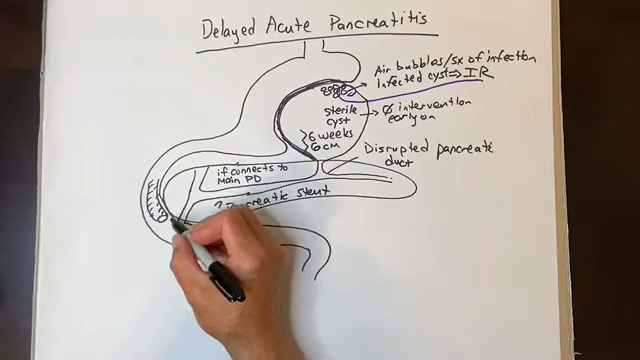 Delayed Acute Pancreatitis
Air bubbles/sx of infection
infected cyst ⇒ IR
sterile
cyst → ∅ intervention
early on
6 weeks
6 cm
Disrupted pancreatic
duct
if connects to
main PD
? Pancreatic stent